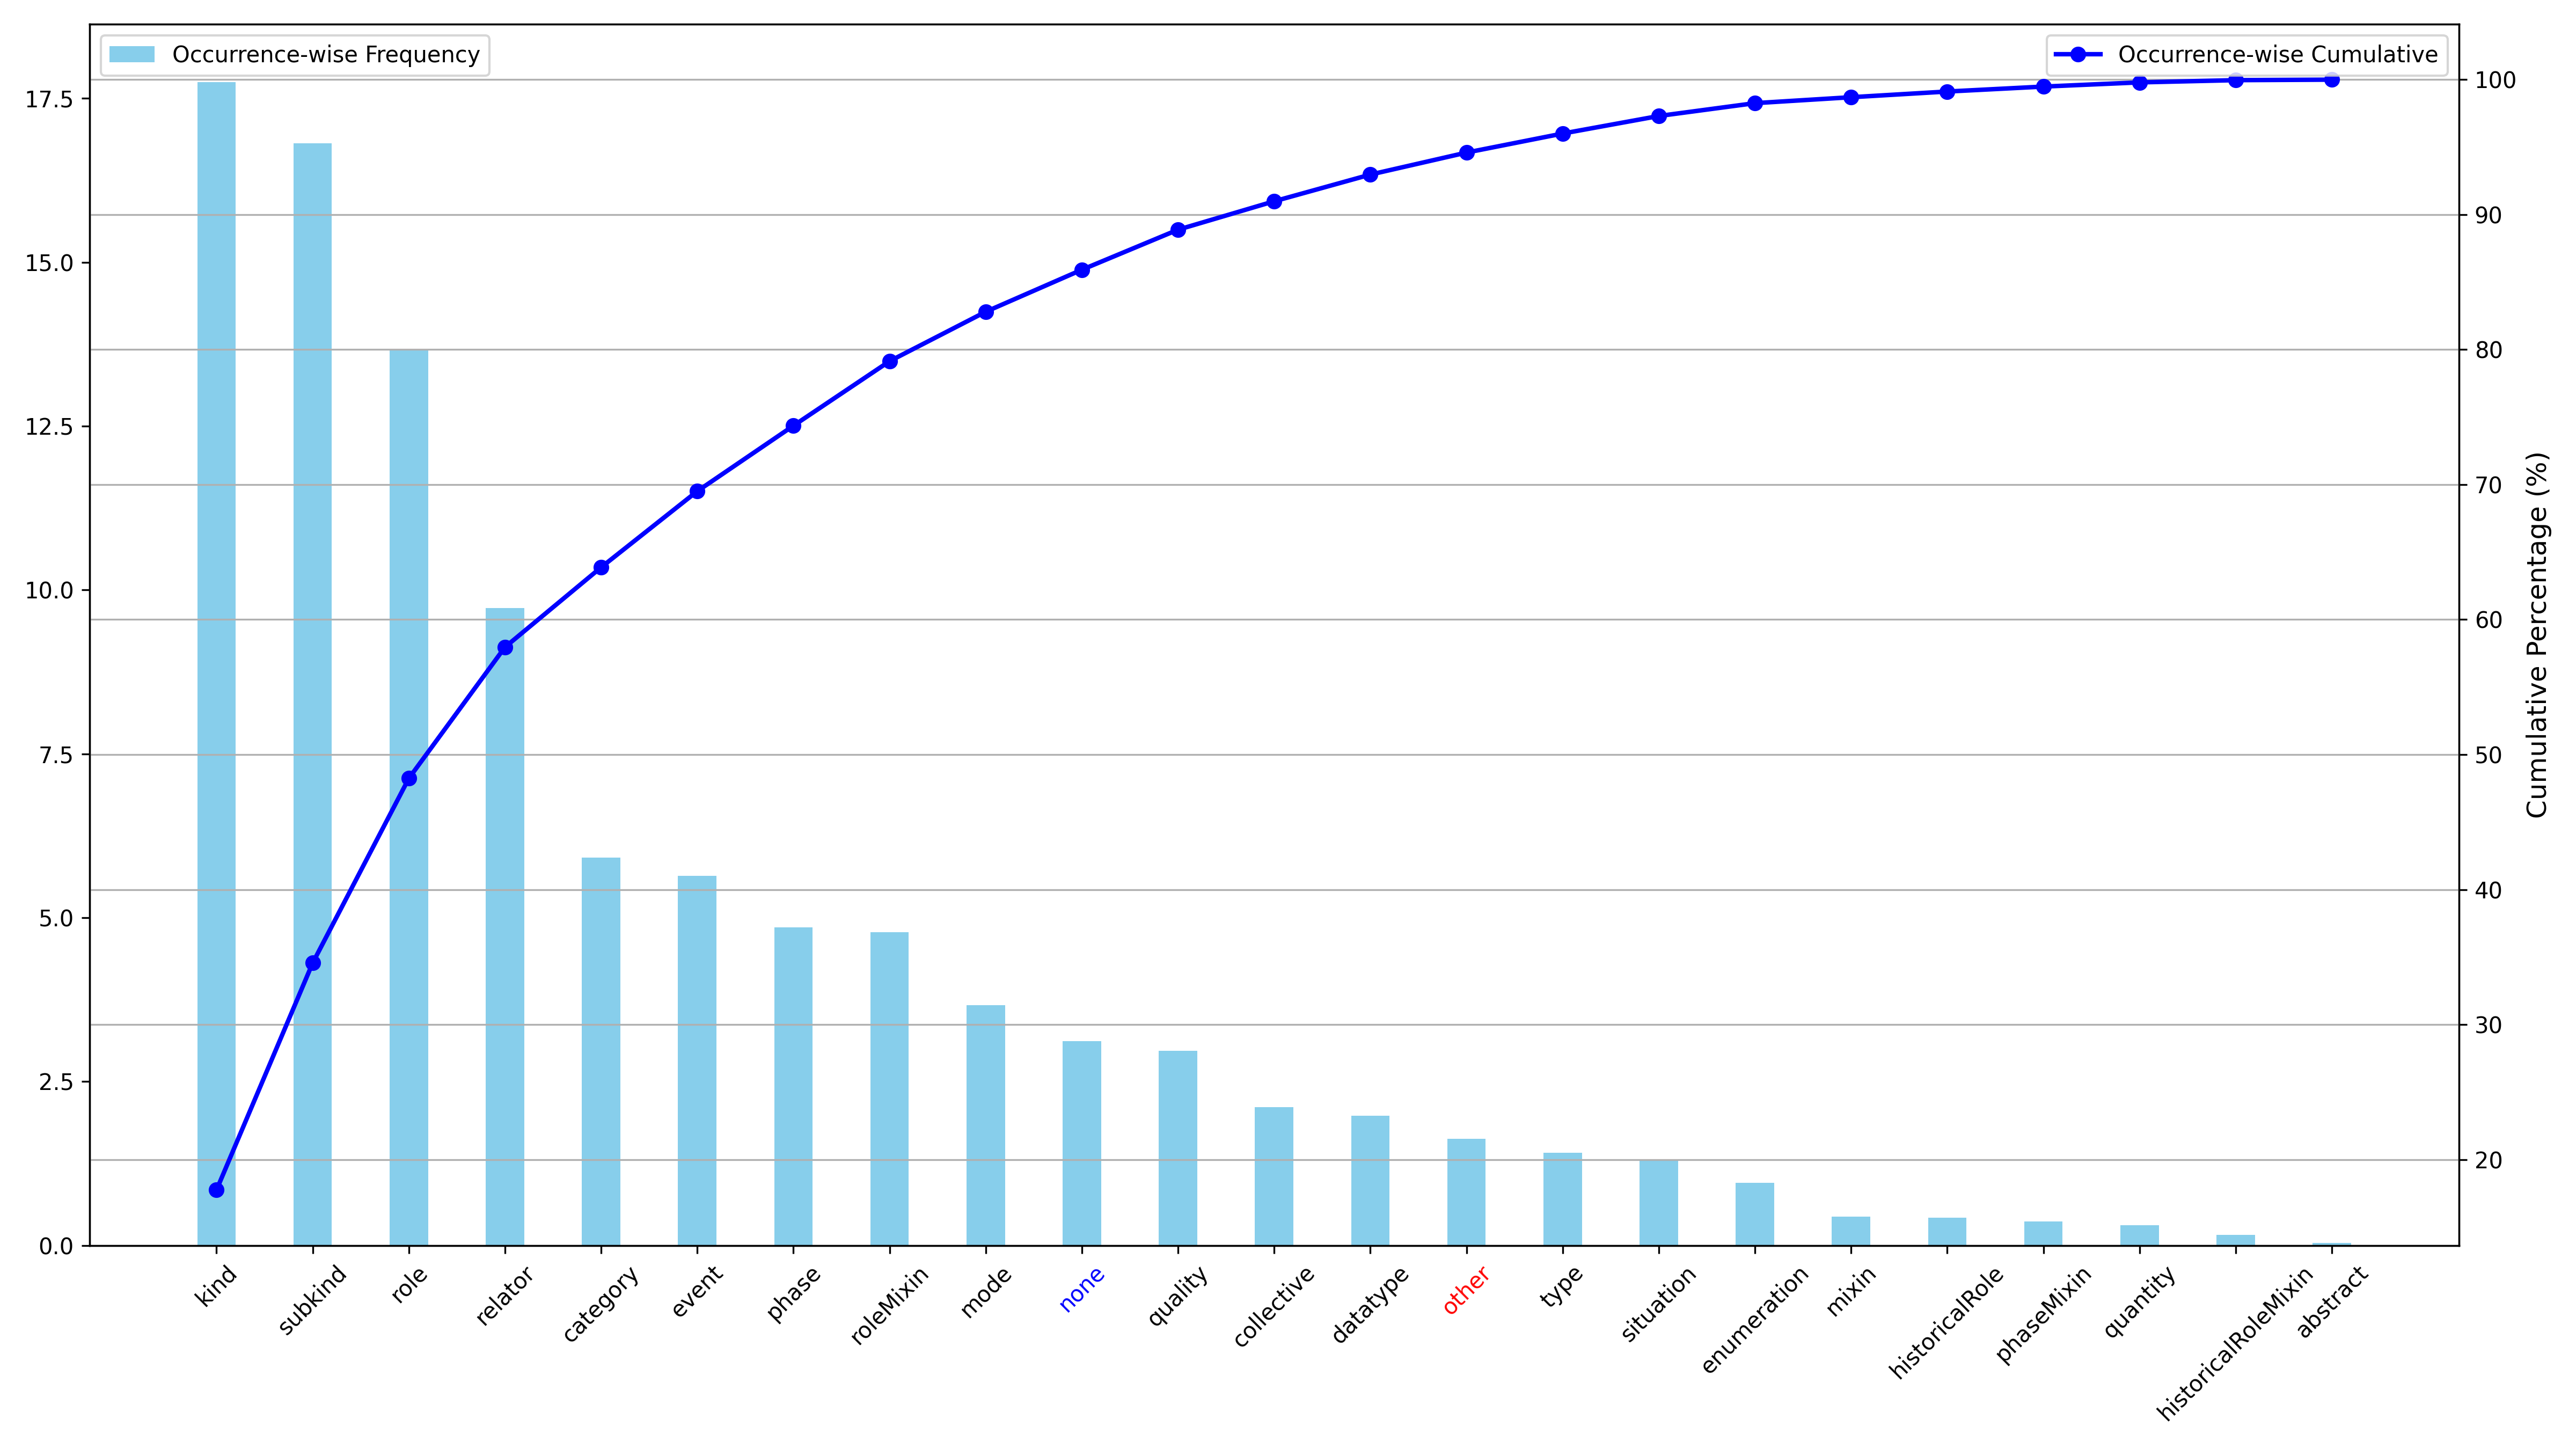 Occurrence-wise Frequency
Occurrence-wise Cumulative
17.5
15.0
12.5
10.0
7.5
5.0
2.5
0.0
100
90
80
70
60
50
40
30
20
Cumulative Percentage (%)
kind
subkind
role
relator
category
event
phase
roleMixin
mode
none
quality
collective
datatype
other
type
situation
enumeration
mixin
historicalRole
phaseMixin
quantity
historicalRoleMixin
abstract